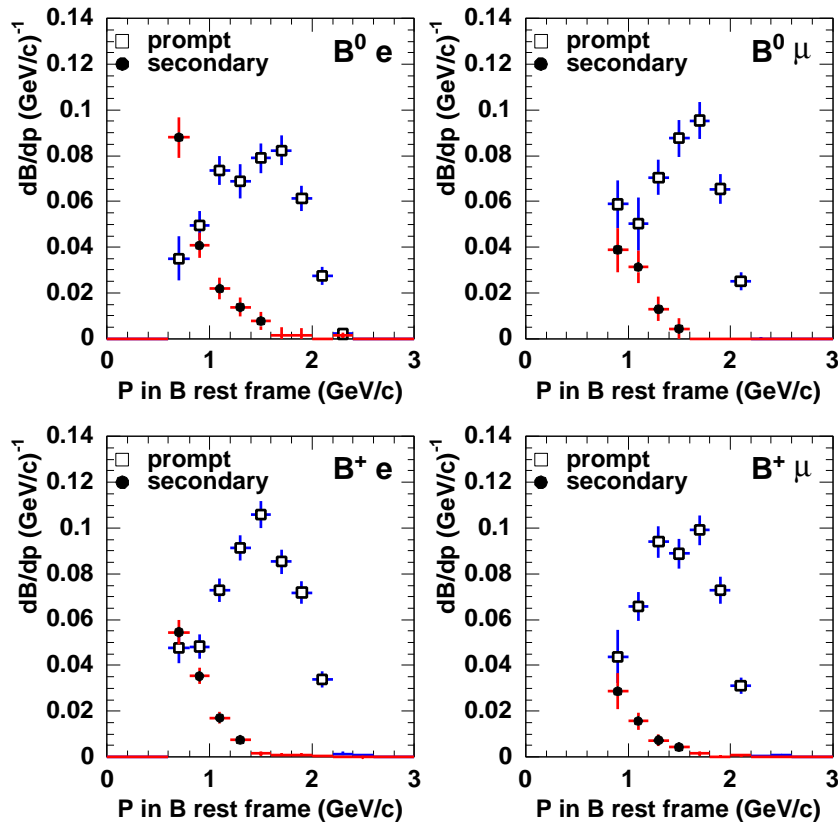 0.14
0.12
0.1
0.08
0.06
0.04
0.02
0
dB/dp (GeV/c)⁻¹
prompt
secondary
B⁰ e
0 1 2 3
P in B rest frame (GeV/c)
0.14
0.12
0.1
0.08
0.06
0.04
0.02
0
dB/dp (GeV/c)⁻¹
prompt
secondary
B⁰ μ
0 1 2 3
P in B rest frame (GeV/c)
0.14
0.12
0.1
0.08
0.06
0.04
0.02
0
dB/dp (GeV/c)⁻¹
prompt
secondary
B⁺ e
0 1 2 3
P in B rest frame (GeV/c)
0.14
0.12
0.1
0.08
0.06
0.04
0.02
0
dB/dp (GeV/c)⁻¹
prompt
secondary
B⁺ μ
0 1 2 3
P in B rest frame (GeV/c)